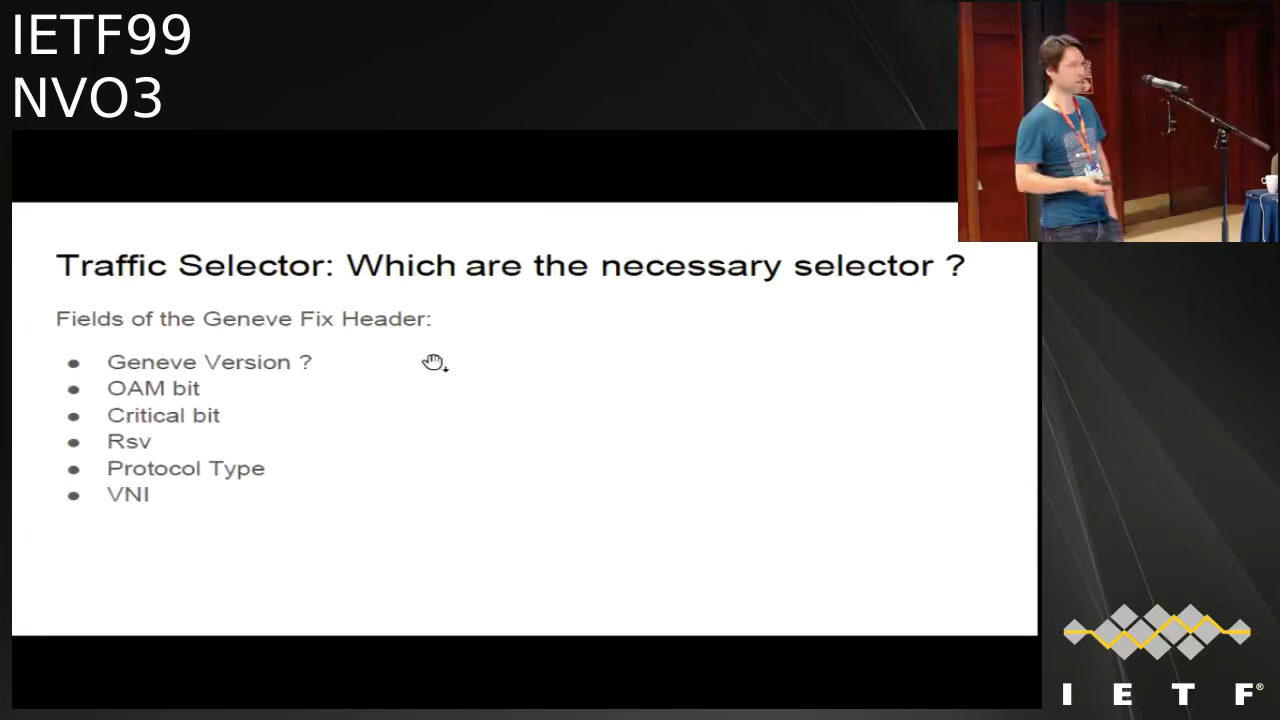 IETF99
NVO3
Traffic Selector: Which are the necessary selector ?
Fields of the Geneve Fix Header:
● Geneve Version ?
● OAM bit
● Critical bit
● Rsv
● Protocol Type
● VNI
I E T F®